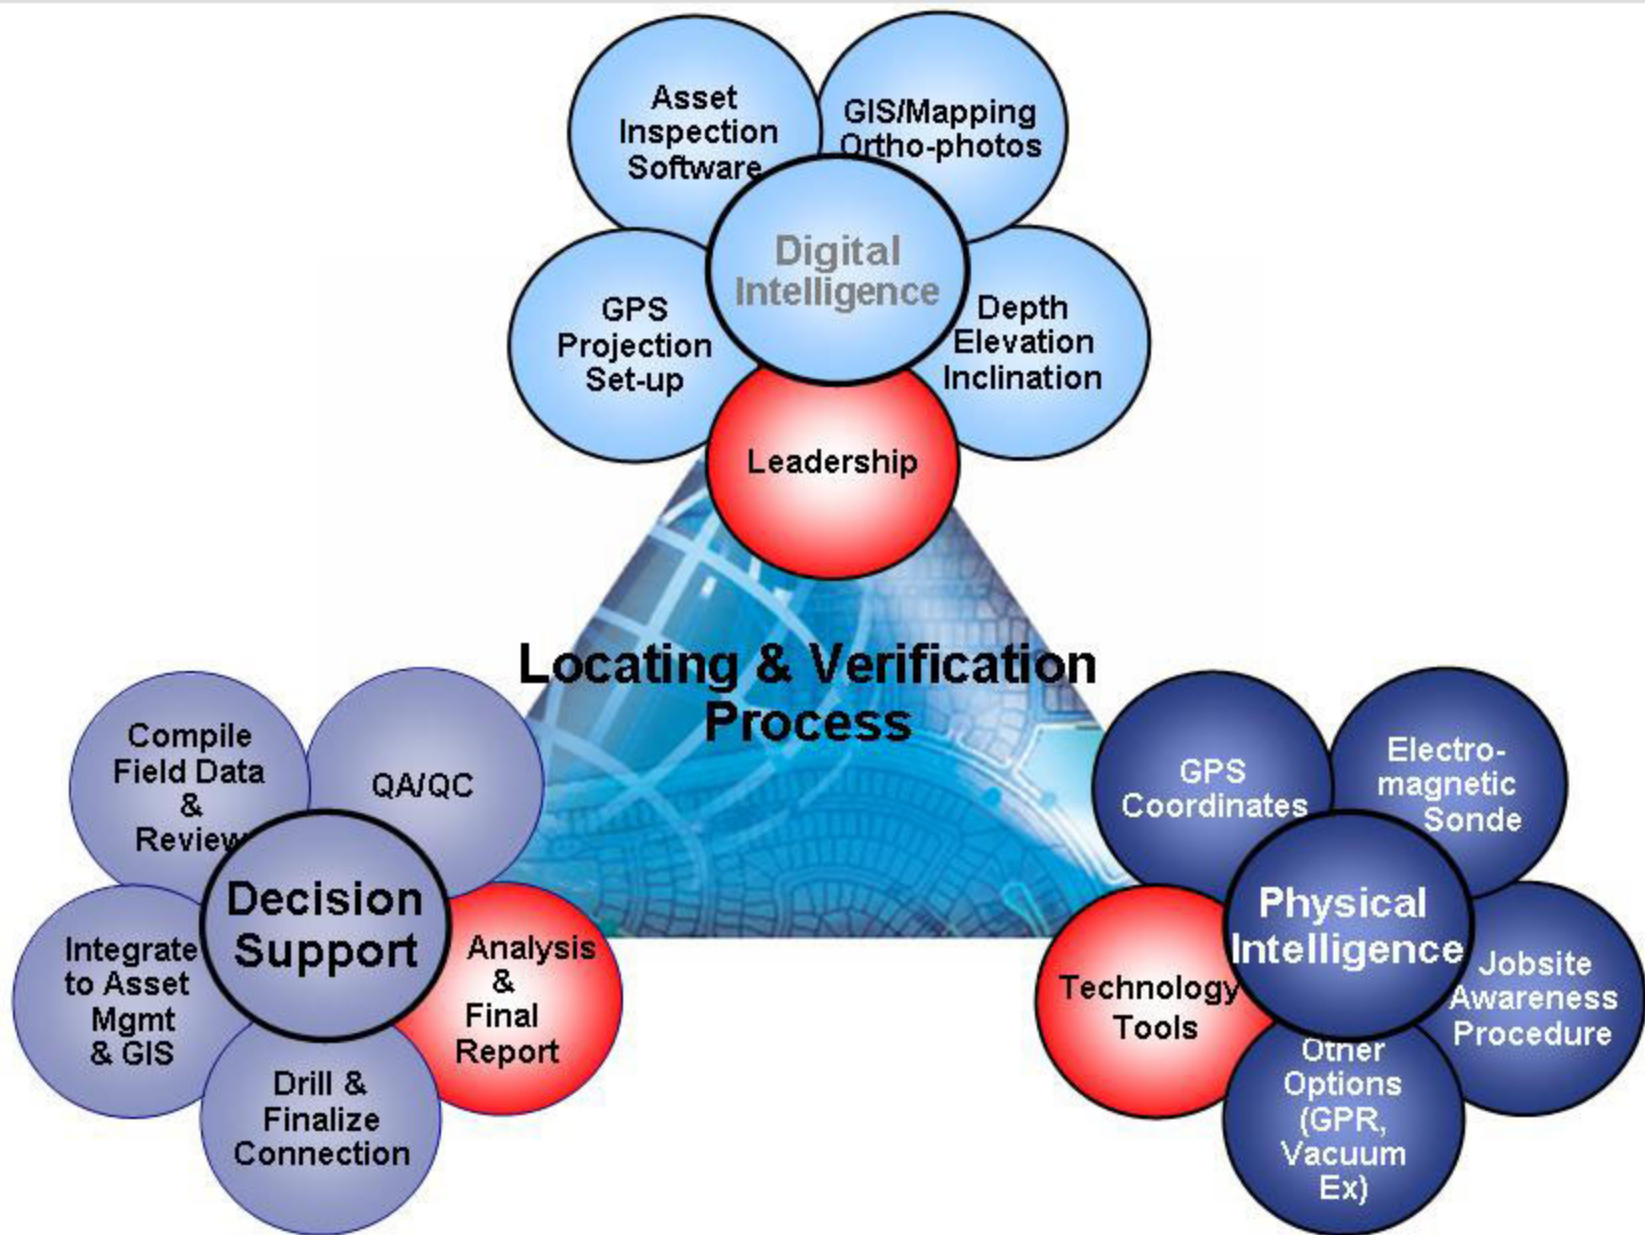 Asset
Inspection
Software
GIS/Mapping
Ortho-photos
Digital
Intelligence
GPS
Projection
Set-up
Depth
Elevation
Inclination
Leadership
Locating & Verification
Process
Compile
Field Data
&
Review
QA/QC
Decision
Support
Integrate
to Asset
Mgmt
& GIS
Analysis
&
Final
Report
Drill &
Finalize
Connection
GPS
Coordinates
Electro-
magnetic
Sonde
Physical
Intelligence
Technology
Tools
Jobsite
Awareness
Procedure
Other
Options
(GPR,
Vacuum
Ex)